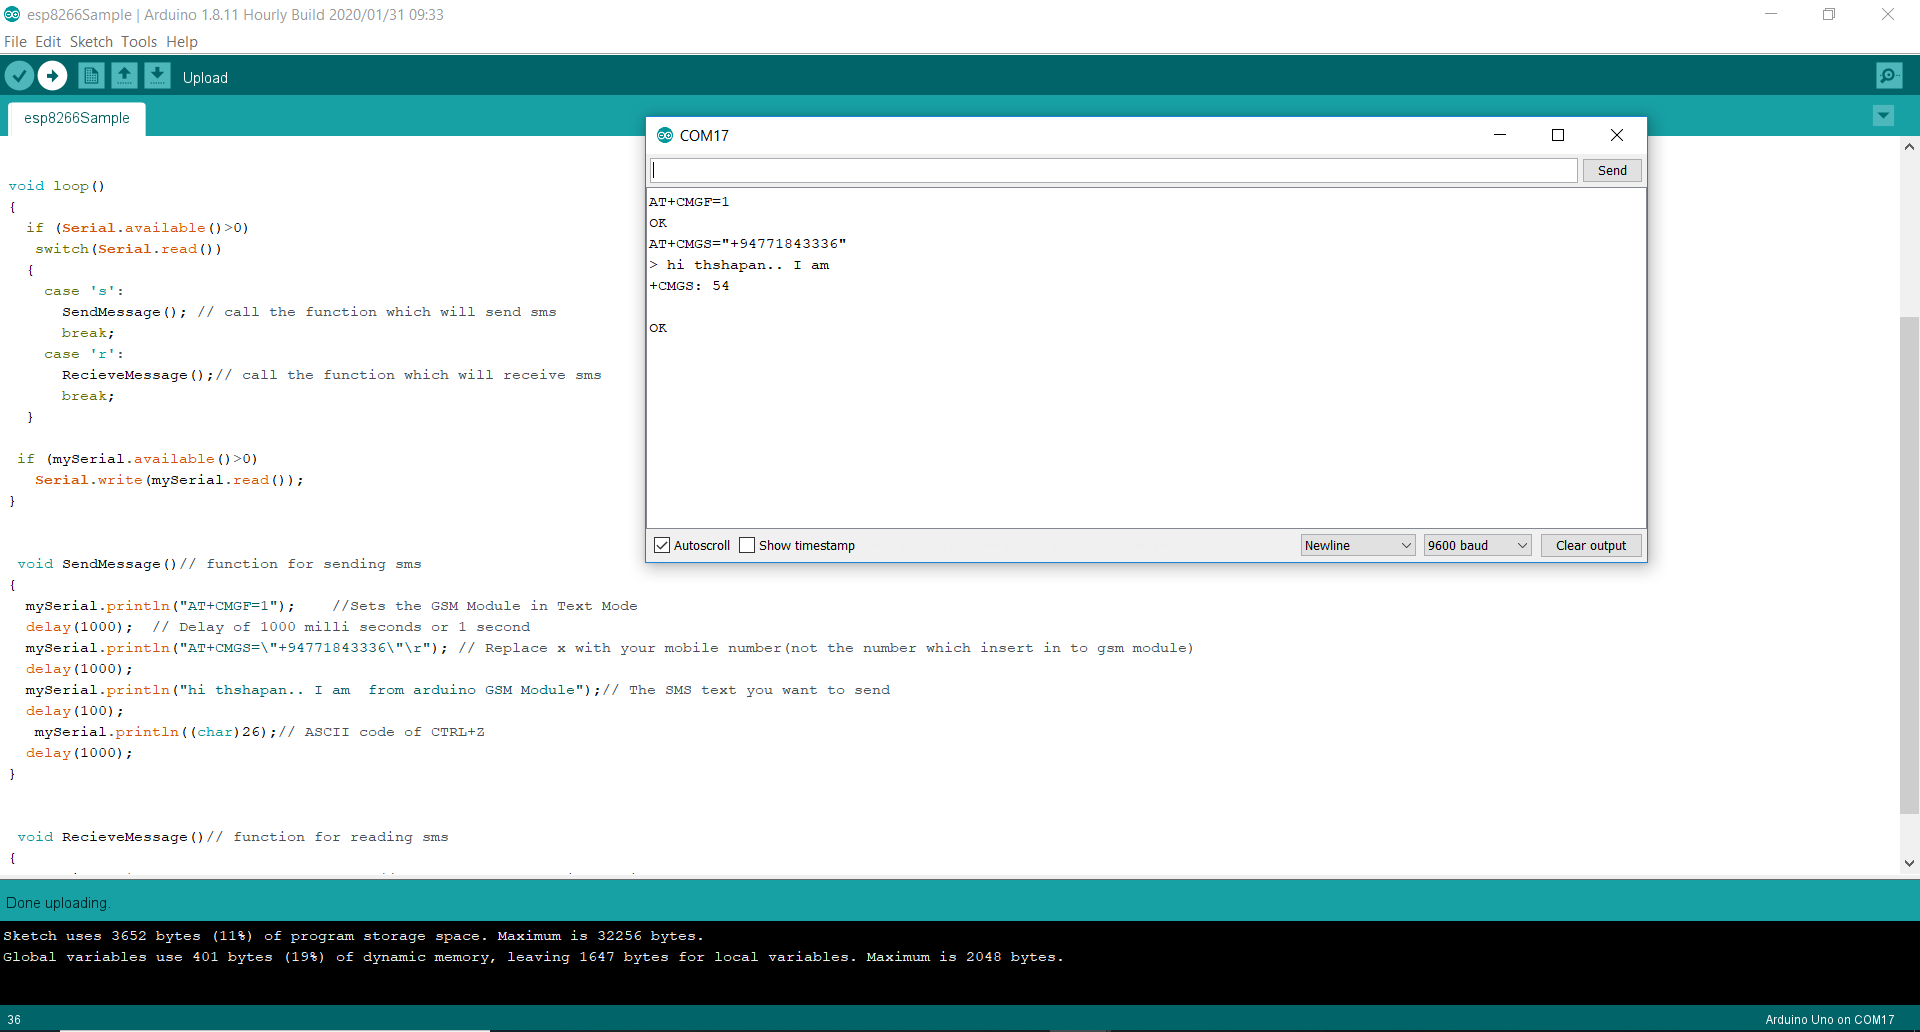 esp8266Sample | Arduino 1.8.11 Hourly Build 2020/01/31 09:33
File Edit Sketch Tools Help
Upload
esp8266Sample
void loop()
{
if (Serial.available()>0)
switch(Serial.read())
{
case 's':
SendMessage(); // call the function which will send sms
break;
case 'r':
RecieveMessage();// call the function which will receive sms
break;
}
if (mySerial.available()>0)
Serial.write(mySerial.read());
}
void SendMessage()// function for sending sms
{
mySerial.println("AT+CMGF=1"); //Sets the GSM Module in Text Mode
delay(1000); // Delay of 1000 milli seconds or 1 second
mySerial.println("AT+CMGS=\"+94771843336\"\r"); // Replace x with your mobile number(not the number which insert in to gsm module)
delay(1000);
mySerial.println("hi thshapan.. I am  from arduino GSM Module");// The SMS text you want to send
delay(100);
mySerial.println((char)26);// ASCII code of CTRL+Z
delay(1000);
}
void RecieveMessage()// function for reading sms
{
COM17
Send
AT+CMGF=1
OK
AT+CMGS="+94771843336"
> hi thshapan.. I am
+CMGS: 54
OK
Autoscroll Show timestamp Newline 9600 baud Clear output
Done uploading.
Sketch uses 3652 bytes (11%) of program storage space. Maximum is 32256 bytes.
Global variables use 401 bytes (19%) of dynamic memory, leaving 1647 bytes for local variables. Maximum is 2048 bytes.
36 Arduino Uno on COM17